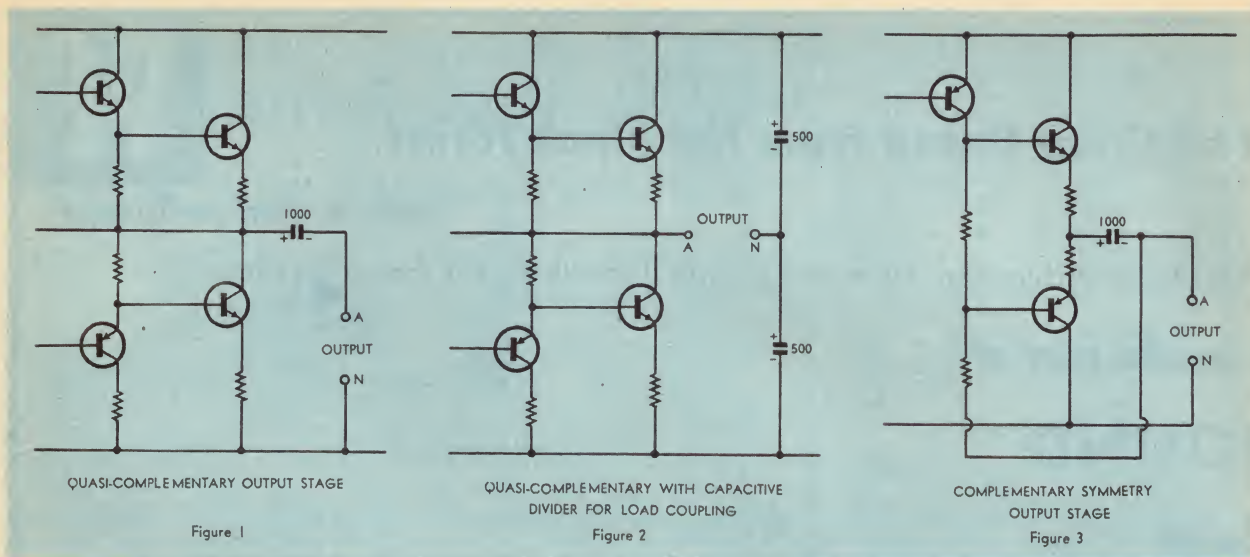 1000
+ -
A
OUTPUT
N
QUASI-COMPLEMENTARY OUTPUT STAGE
Figure 1
+
- 500
OUTPUT
A N
+
- 500
QUASI-COMPLEMENTARY WITH CAPACITIVE
DIVIDER FOR LOAD COUPLING
Figure 2
1000
+ -
A
OUTPUT
N
COMPLEMENTARY SYMMETRY
OUTPUT STAGE
Figure 3